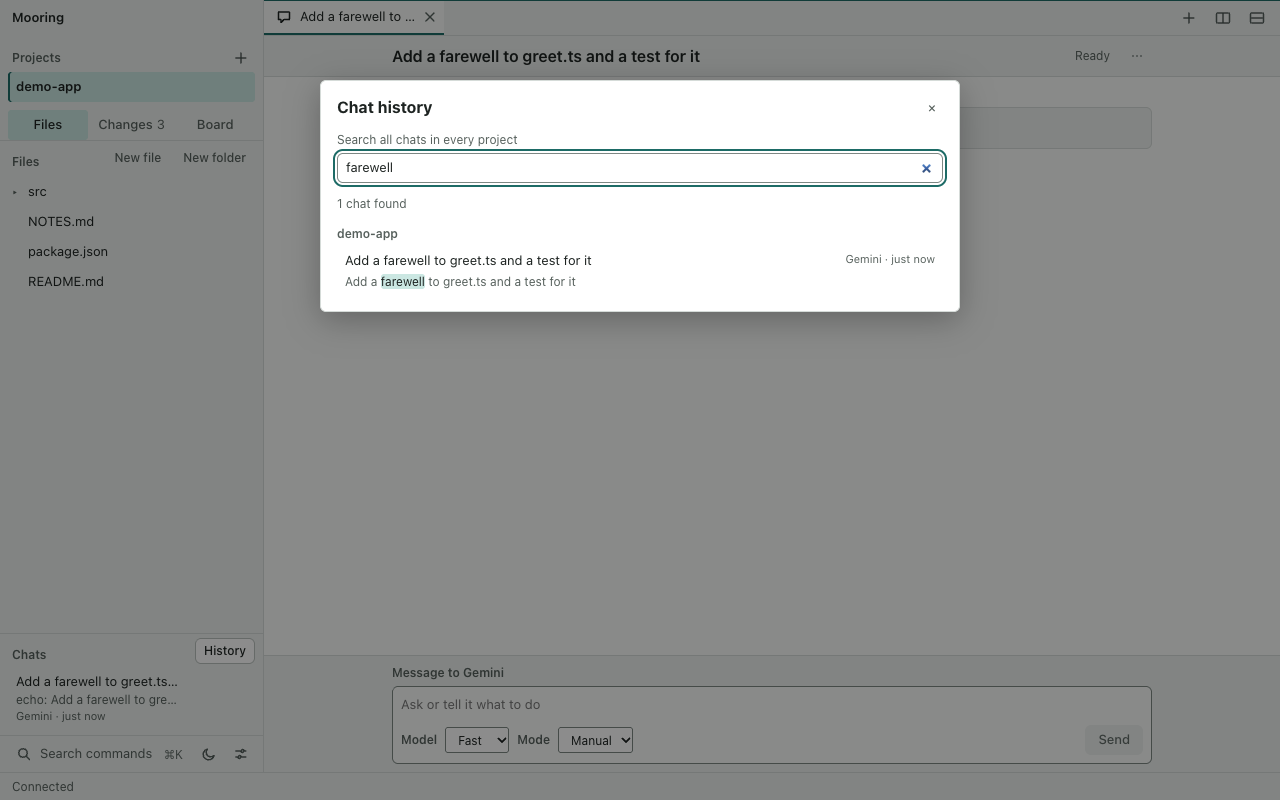 Mooring
Add a farewell to ...
Projects
demo-app
Add a farewell to greet.ts and a test for it
Ready
Files
Changes 3
Board
Files
New file
New folder
src
NOTES.md
package.json
README.md
Chat history
Search all chats in every project
farewell
1 chat found
demo-app
Add a farewell to greet.ts and a test for it
Gemini · just now
Add a farewell to greet.ts and a test for it
Chats
History
Add a farewell to greet.ts...
echo: Add a farewell to gre...
Gemini · just now
Message to Gemini
Ask or tell it what to do
Model
Fast
Mode
Manual
Send
Search commands
⌘K
Connected